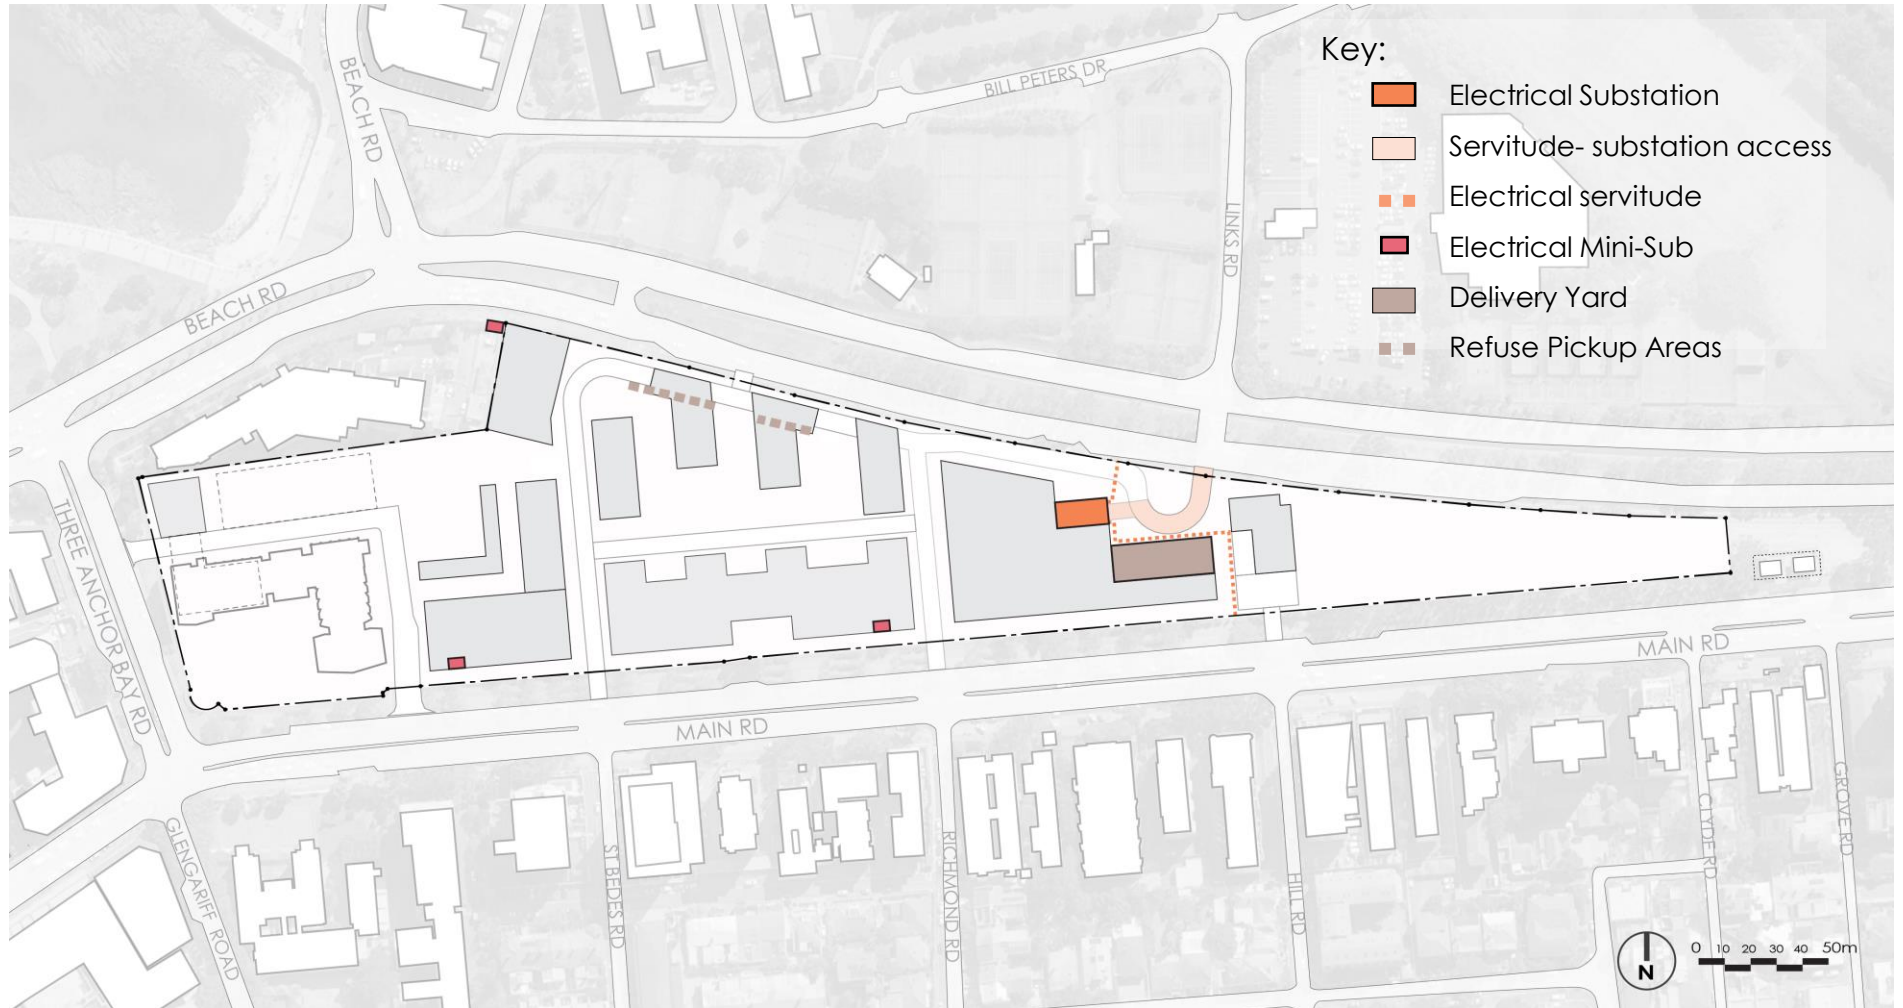 Key:
Electrical Substation
Servitude- substation access
Electrical servitude
Electrical Mini-Sub
Delivery Yard
Refuse Pickup Areas
BEACH RD
BILL PETERS DR
LINKS RD
BEACH RD
THREE ANCHOR BAY RD
MAIN RD
MAIN RD
GLENGARIFF ROAD
ST BEDES RD
RICHMOND RD
HILL RD
CLYDE RD
GROVE RD
N
0 10 20 30 40 50m